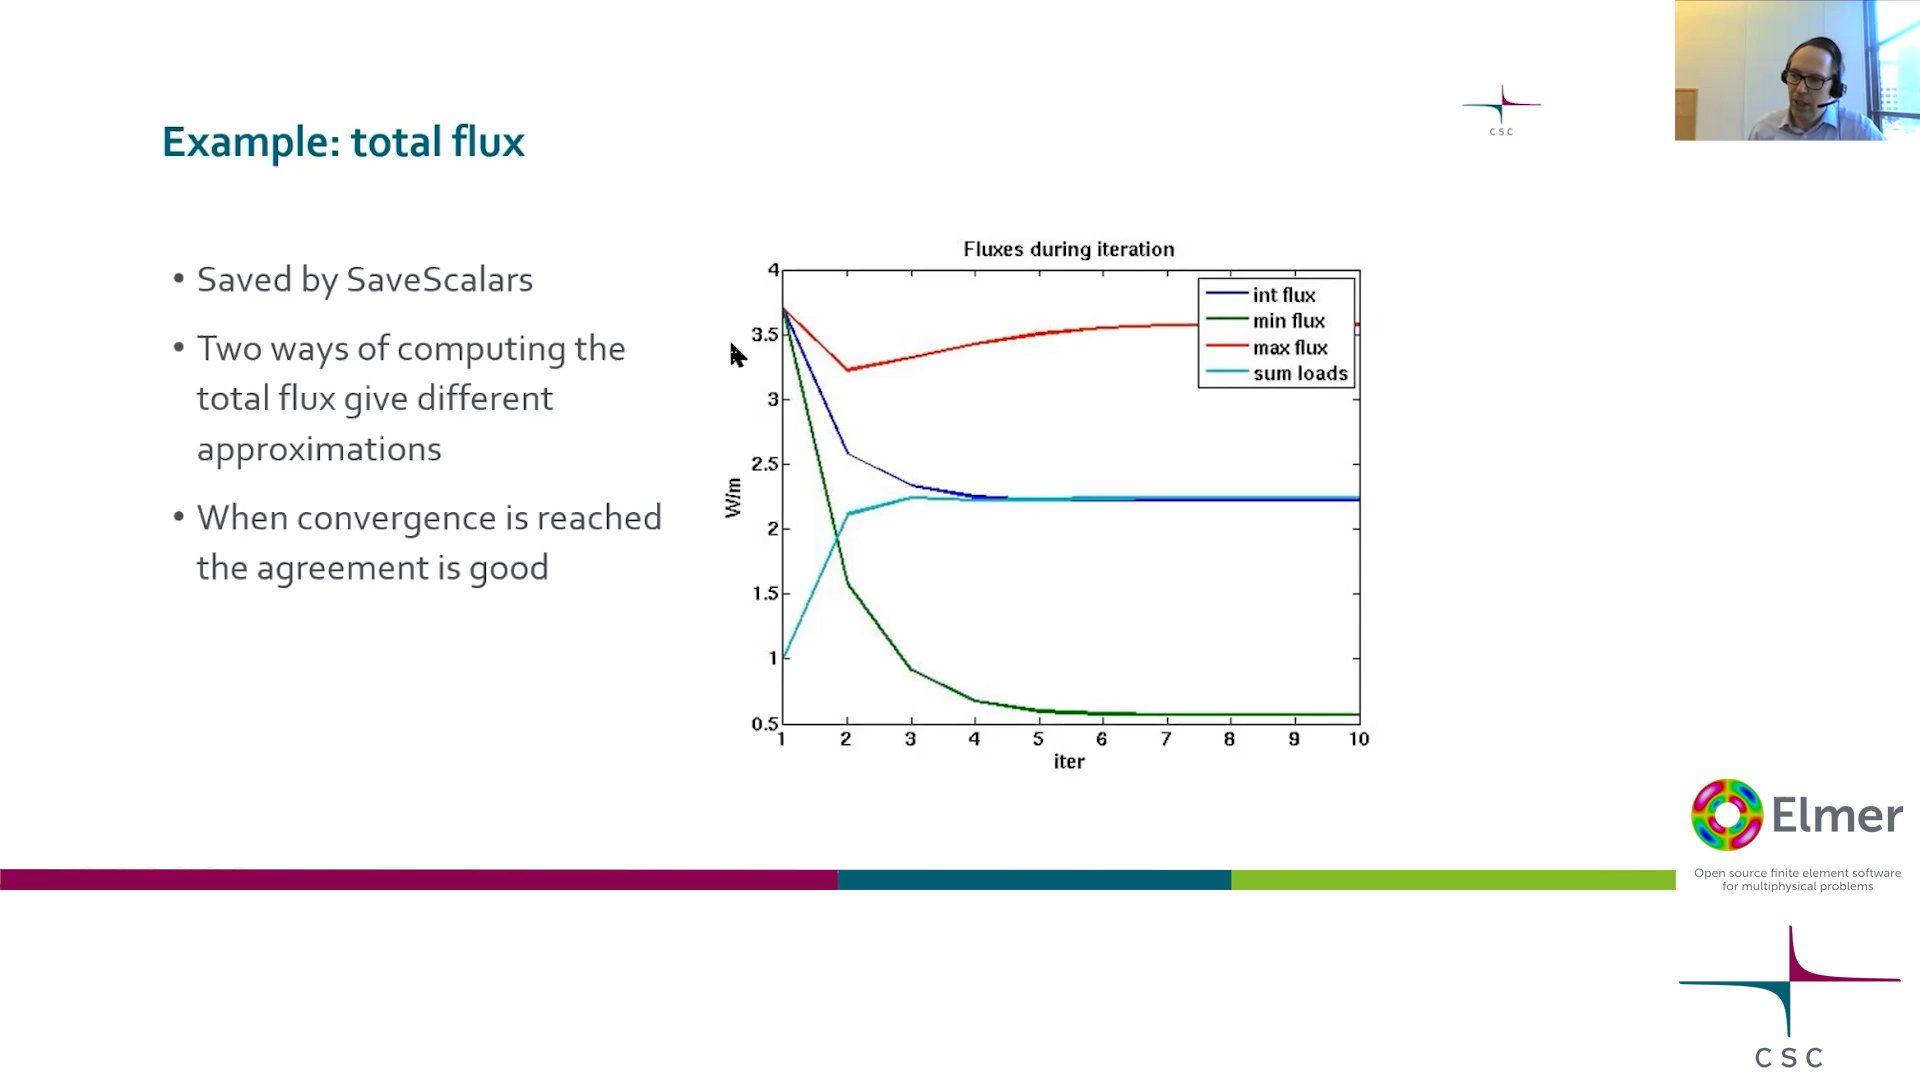 CSC
Example: total flux
• Saved by SaveScalars
• Two ways of computing the
total flux give different
approximations
• When convergence is reached
the agreement is good
Fluxes during iteration
4
3.5
3
2.5
2
1.5
1
0.5
W/m
int flux
min flux
max flux
sum loads
1 2 3 4 5 6 7 8 9 10
iter
Elmer
Open source finite element software
for multiphysical problems
CSC